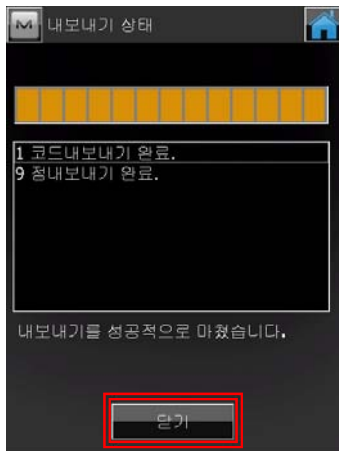 내보내기 상태
1 코드내보내기 완료.
9 점내보내기 완료.
내보내기를 성공적으로 마쳤습니다.
닫기